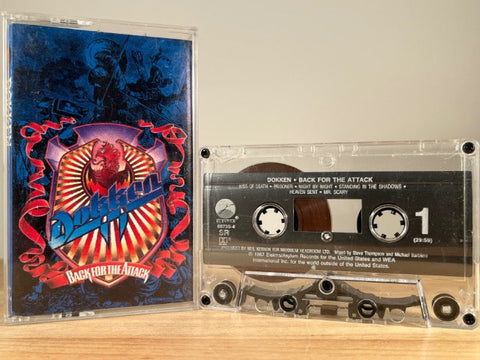 Dokken
BACK FOR THE ATTACK
DOKKEN • BACK FOR THE ATTACK
KISS OF DEATH • PRISONER • NIGHT BY NIGHT • STANDING IN THE SHADOWS •
HEAVEN SENT • MR. SCARY
ELEKTRA
60735-4
SR
1
(29:59)
PRODUCED BY NEIL KERNON FOR MAXIMUM HEADROOM LTD. Mixed by Steve Thompson and Michael Barbiero
℗ 1987 Elektra/Asylum Records for the United States and WEA
International Inc. for the world outside of the United States.